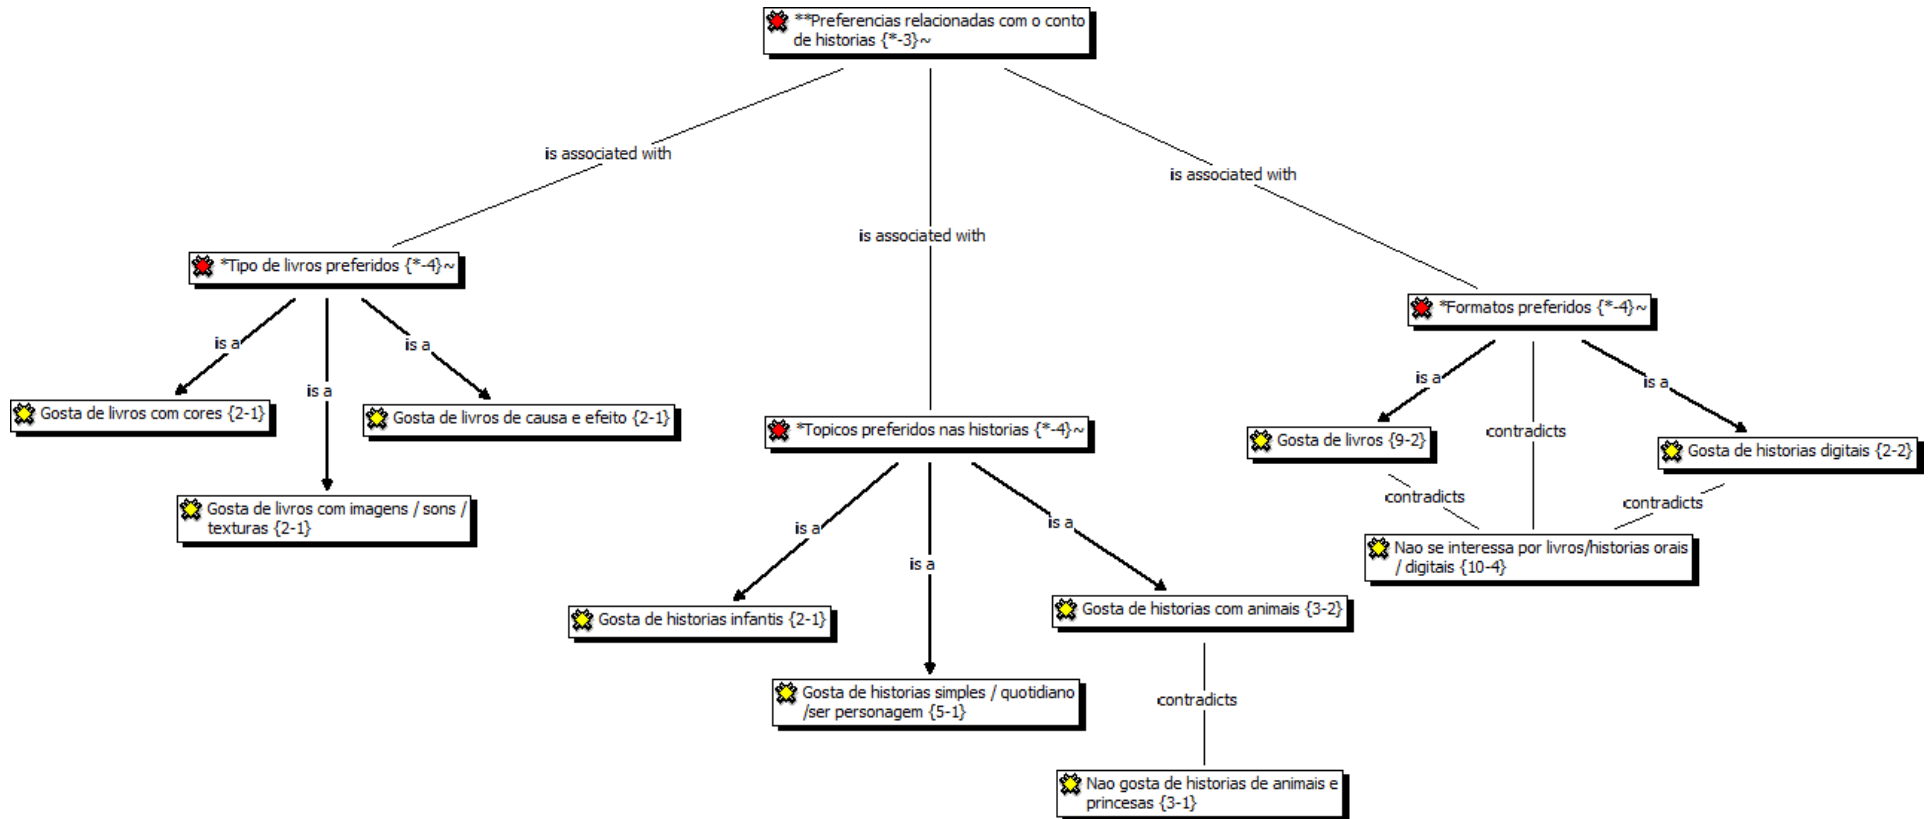 **Preferencias relacionadas com o conto
de historias {*-3}~
is associated with
is associated with
is associated with
*Tipo de livros preferidos {*-4}~
*Formatos preferidos {*-4}~
is a
is a
is a
is a
is a
contradicts
Gosta de livros com cores {2-1}
Gosta de livros de causa e efeito {2-1}
*Topicos preferidos nas historias {*-4}~
Gosta de livros {9-2}
Gosta de historias digitais {2-2}
contradicts
contradicts
Gosta de livros com imagens / sons /
texturas {2-1}
is a
is a
is a
Nao se interessa por livros/historias orais
/ digitais {10-4}
Gosta de historias infantis {2-1}
Gosta de historias com animais {3-2}
Gosta de historias simples / quotidiano
/ser personagem {5-1}
contradicts
Nao gosta de historias de animais e
princesas {3-1}